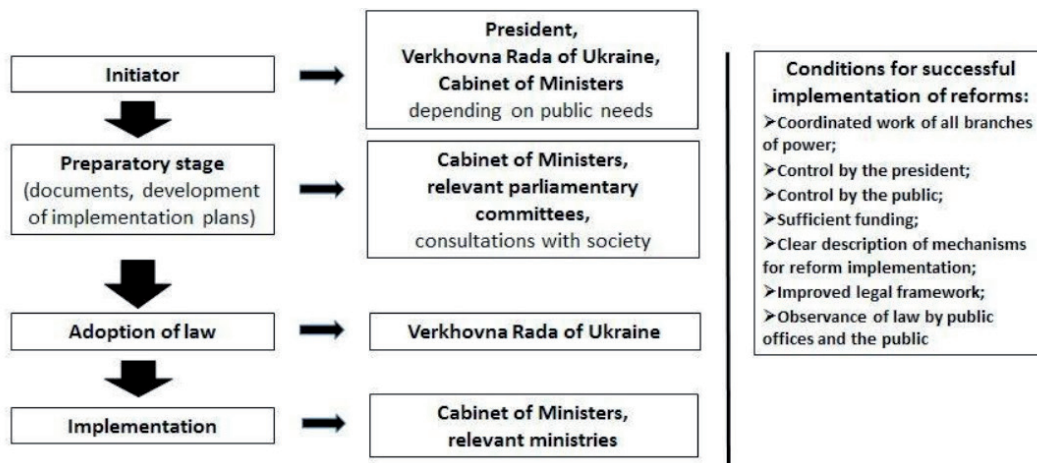 Initiator
President,
Verkhovna Rada of Ukraine,
Cabinet of Ministers
depending on public needs
Preparatory stage
(documents, development
of implementation plans)
Cabinet of Ministers,
relevant parliamentary
committees,
consultations with society
Adoption of law
Verkhovna Rada of Ukraine
Implementation
Cabinet of Ministers,
relevant ministries
Conditions for successful
implementation of reforms:
➢Coordinated work of all branches
of power;
➢Control by the president;
➢Control by the public;
➢Sufficient funding;
➢Clear description of mechanisms
for reform implementation;
➢Improved legal framework;
➢Observance of law by public
offices and the public